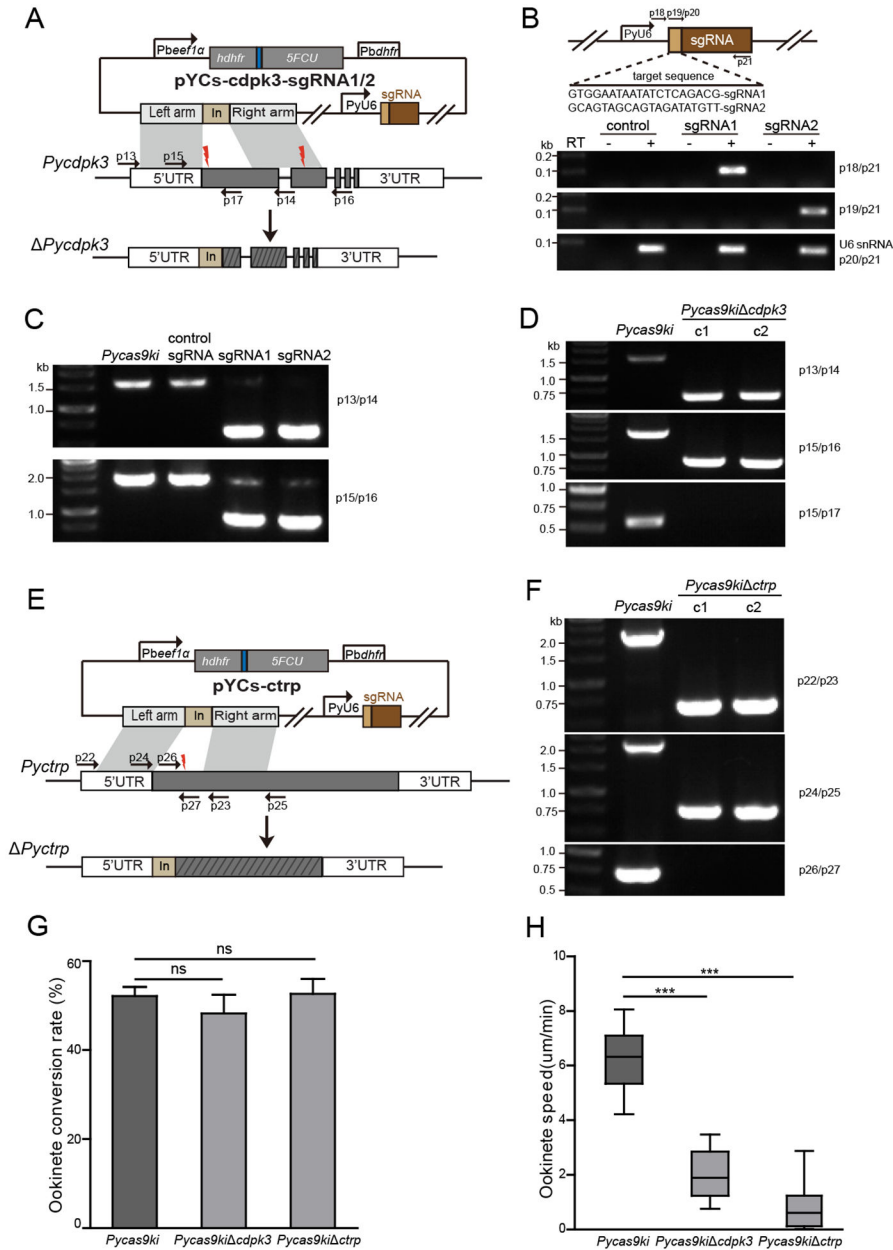 A
Pbeef1α
hdhfr
5FCU
Pbdhfr
pYCs-cdpk3-sgRNA1/2
Left arm
In
Right arm
PyU6
sgRNA
Pycdpk3
p13
p15
5'UTR
3'UTR
p17
p14
p16
ΔPycdpk3
5'UTR
In
3'UTR
B
p18
p19/p20
PyU6
sgRNA
p21
target sequence
GTGGAATAATATCTCAGACG-sgRNA1
GCAGTAGCAGTAGATATGTT-sgRNA2
control
sgRNA1
sgRNA2
kb
RT
-
+
-
+
-
+
0.2
0.1
p18/p21
0.2
0.1
p19/p21
0.1
U6 snRNA
p20/p21
C
kb
Pycas9ki
control
sgRNA
sgRNA1
sgRNA2
1.5
1.0
p13/p14
2.0
1.0
p15/p16
D
Pycas9kiΔcdpk3
Pycas9ki
c1
c2
kb
1.5
1.0
0.75
p13/p14
1.5
1.0
0.75
p15/p16
1.0
0.75
0.5
p15/p17
E
Pbeef1α
hdhfr
5FCU
Pbdhfr
pYCs-ctrp
Left arm
In
Right arm
PyU6
sgRNA
Pyctrp
p22
p24
p26
5'UTR
3'UTR
p27
p23
p25
ΔPyctrp
5'UTR
In
3'UTR
F
Pycas9kiΔctrp
Pycas9ki
c1
c2
kb
2.0
1.5
1.0
0.75
p22/p23
2.0
1.5
1.0
0.75
p24/p25
1.0
0.75
0.5
p26/p27
G
Ookinete conversion rate (%)
60
40
20
0
ns
ns
Pycas9ki
Pycas9kiΔcdpk3
Pycas9kiΔctrp
H
Ookinete speed(um/min)
10
8
6
4
2
0
***
***
Pycas9ki
Pycas9kiΔcdpk3
Pycas9kiΔctrp